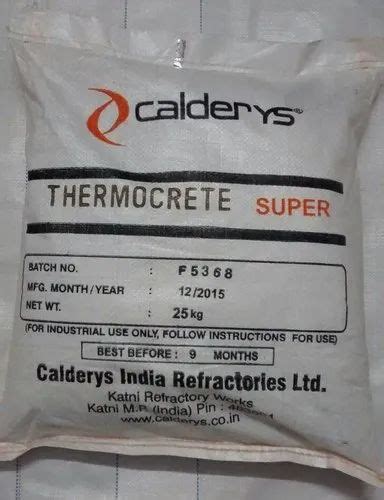 calderys®
THERMOCRETE SUPER
BATCH NO. : F5368
MFG. MONTH/YEAR : 12/2015
NET WT. : 25kg
(FOR INDUSTRIAL USE ONLY, FOLLOW INSTRUCTIONS FOR USE)
BEST BEFORE : 9 MONTHS
Calderys India Refractories Ltd.
Katni Refractory Works
Katni M.P. (India) Pin :
www.calderys.co.in